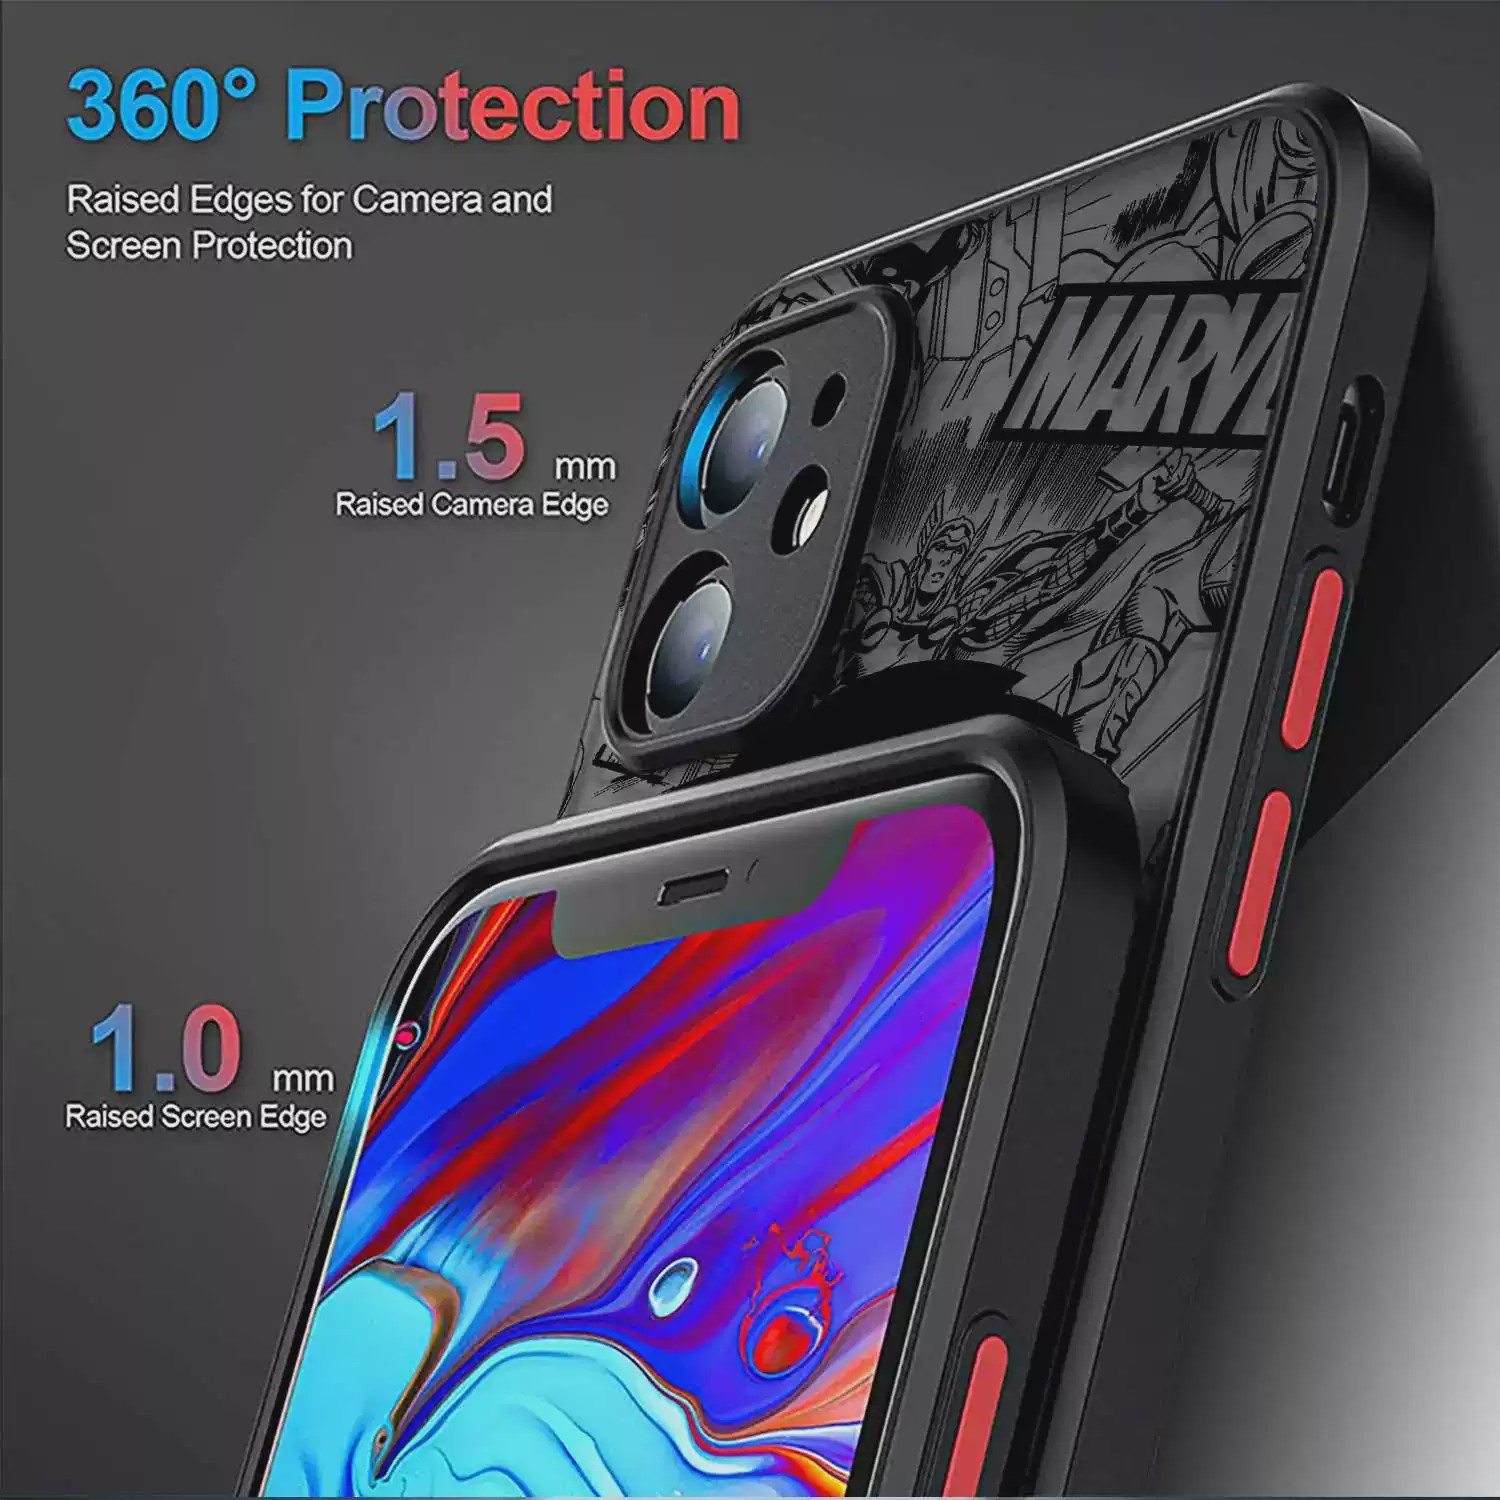 360° Protection
Raised Edges for Camera and
Screen Protection
MARVE
1.5 mm
Raised Camera Edge
1.0 mm
Raised Screen Edge